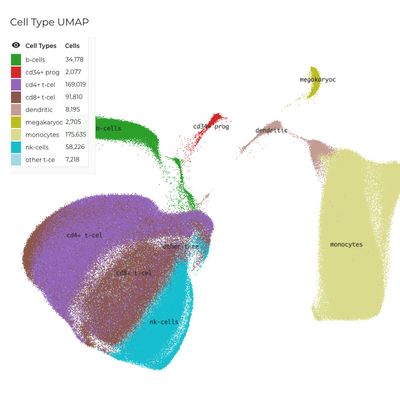 Cell Type UMAP
Cell Types Cells
b-cells 34,178
cd34+ prog 2,077
cd4+ t-cel 169,019
cd8+ t-cel 91,810
dendritic 8,195
megakaryoc 2,705
monocytes 175,635
nk-cells 58,226
other t-ce 7,218
megakaryoc
b-cells
cd34+ prog
dendritic
cd4+ t-cel
other t-ce
monocytes
cd8+ t-cel
nk-cells